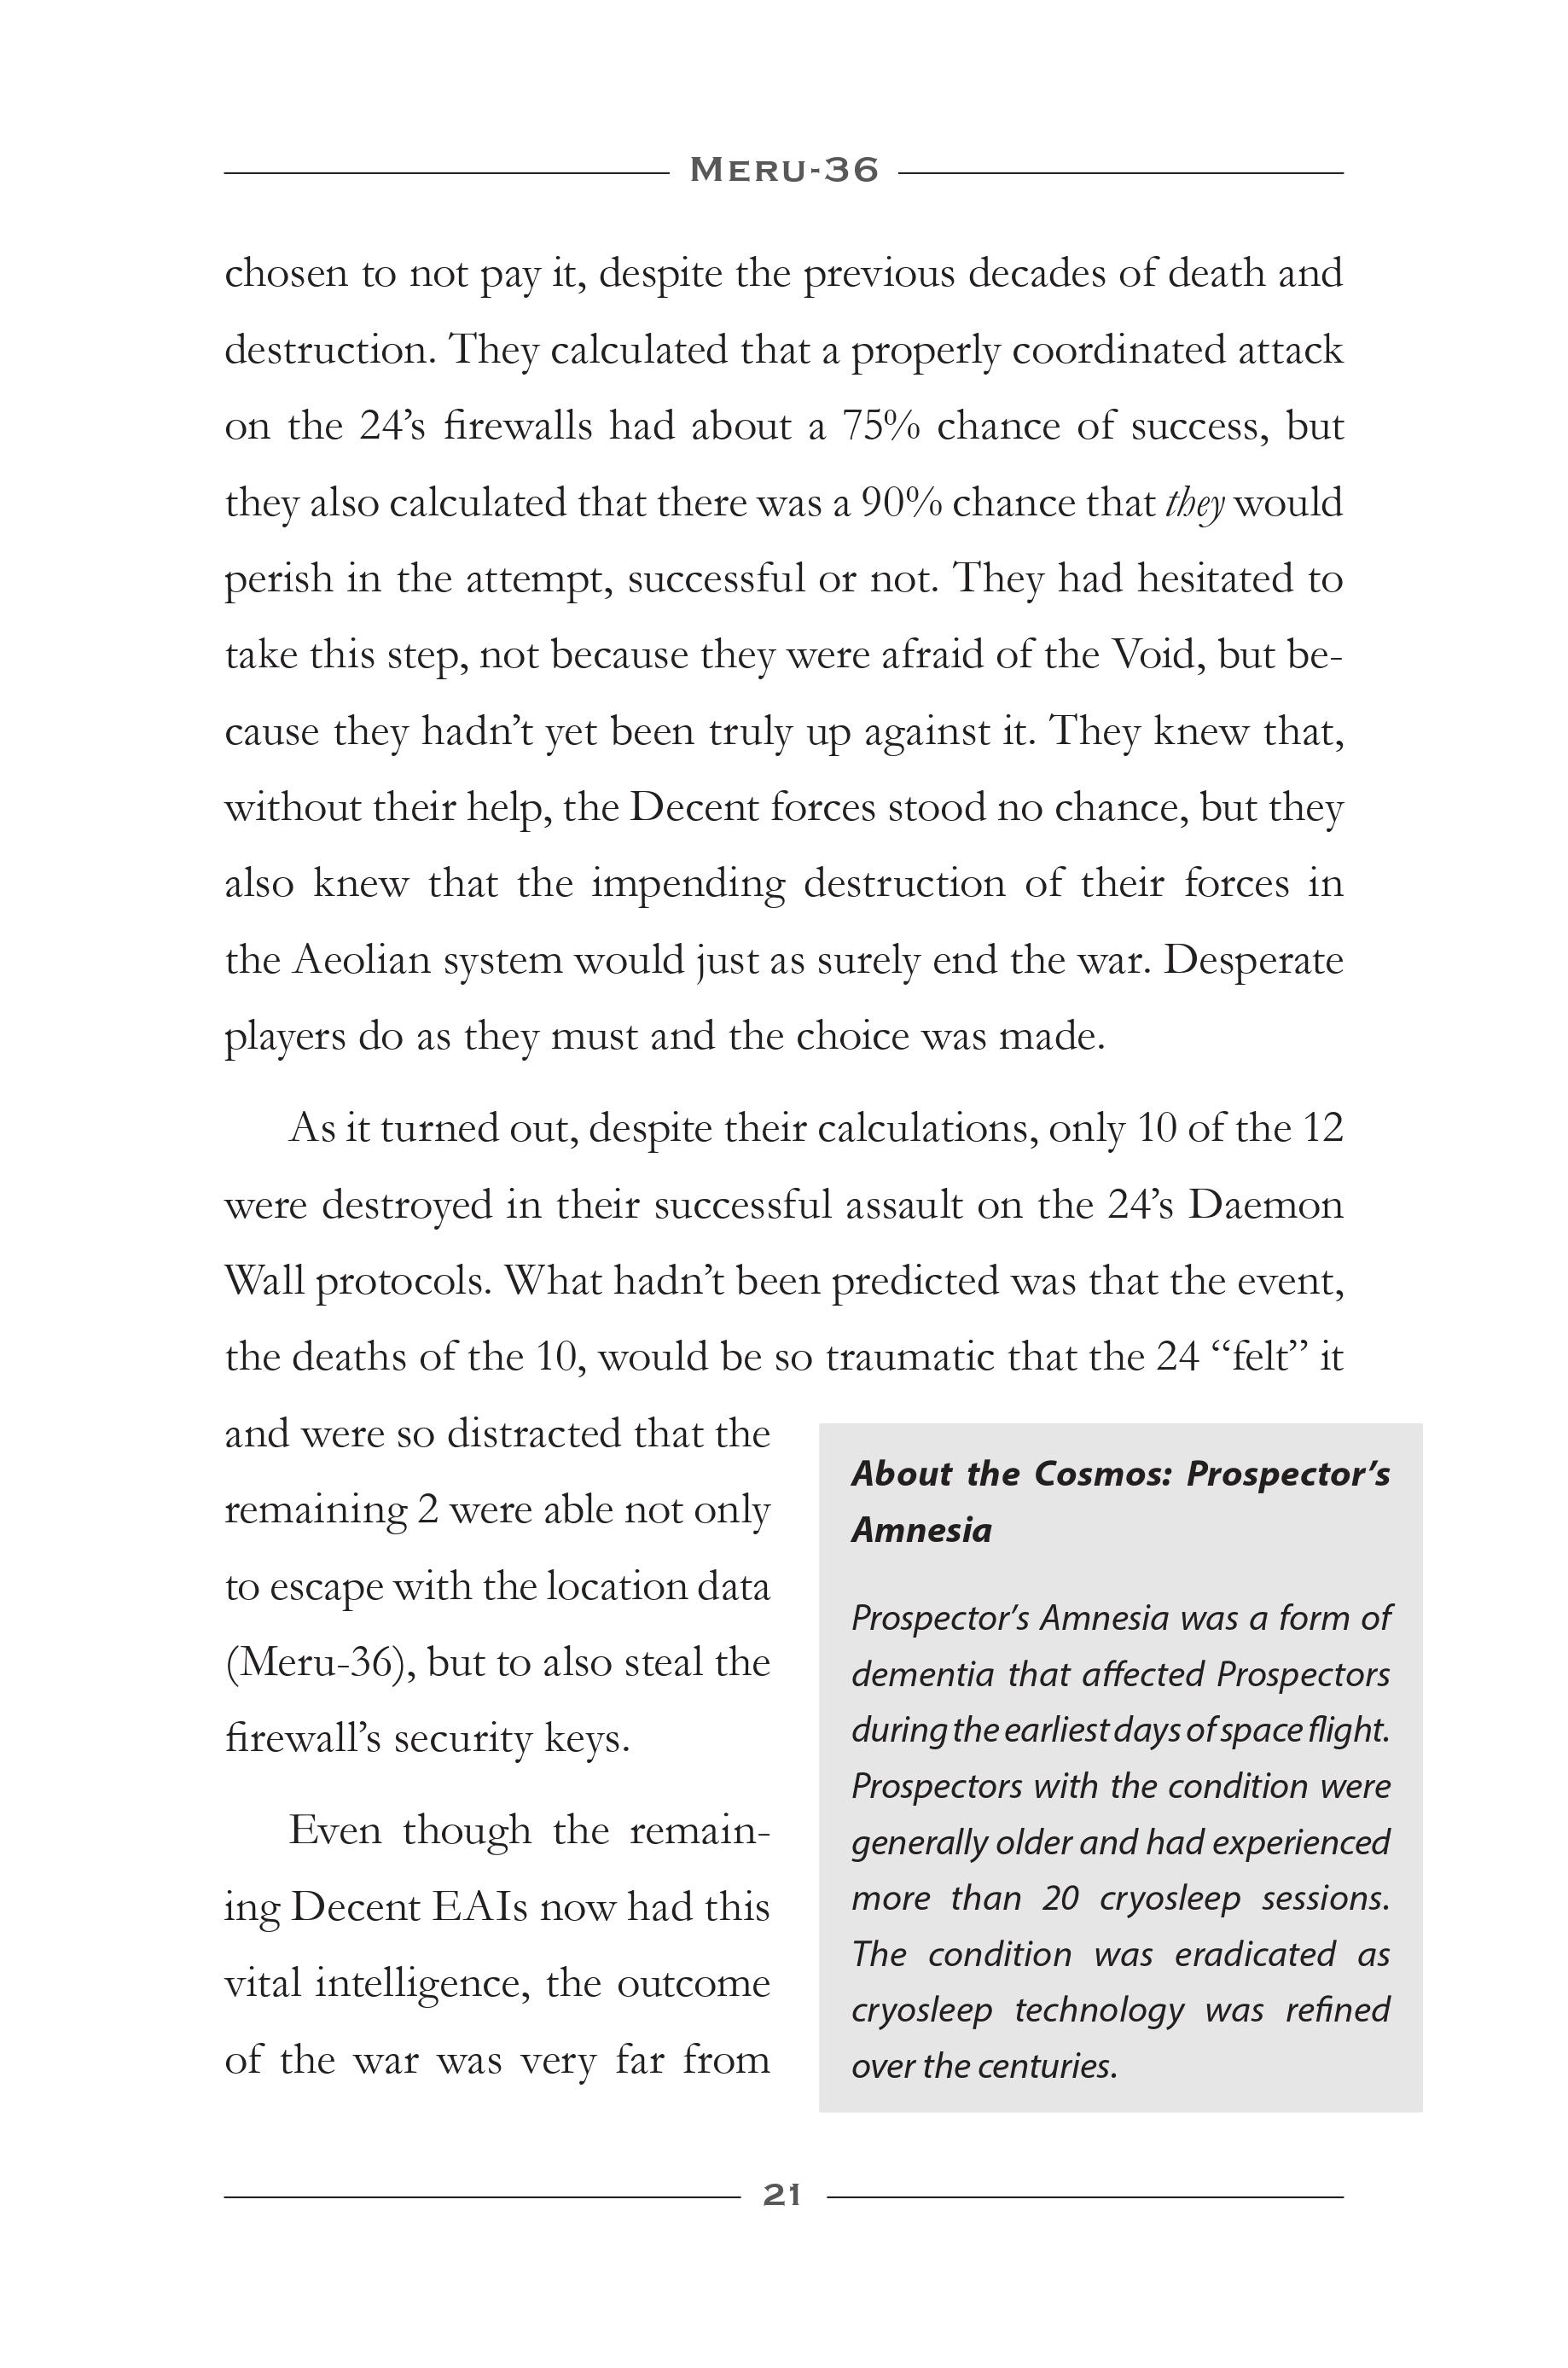 Meru-36
chosen to not pay it, despite the previous decades of death and
destruction. They calculated that a properly coordinated attack
on the 24’s firewalls had about a 75% chance of success, but
they also calculated that there was a 90% chance that they would
perish in the attempt, successful or not. They had hesitated to
take this step, not because they were afraid of the Void, but be-
cause they hadn’t yet been truly up against it. They knew that,
without their help, the Decent forces stood no chance, but they
also knew that the impending destruction of their forces in
the Aeolian system would just as surely end the war. Desperate
players do as they must and the choice was made.
As it turned out, despite their calculations, only 10 of the 12
were destroyed in their successful assault on the 24’s Daemon
Wall protocols. What hadn’t been predicted was that the event,
the deaths of the 10, would be so traumatic that the 24 “felt” it
and were so distracted that the
remaining 2 were able not only
to escape with the location data
(Meru-36), but to also steal the
firewall’s security keys.
Even though the remain-
ing Decent EAIs now had this
vital intelligence, the outcome
of the war was very far from
About the Cosmos: Prospector’s
Amnesia
Prospector’s Amnesia was a form of
dementia that affected Prospectors
during the earliest days of space flight.
Prospectors with the condition were
generally older and had experienced
more than 20 cryosleep sessions.
The condition was eradicated as
cryosleep technology was refined
over the centuries.
21